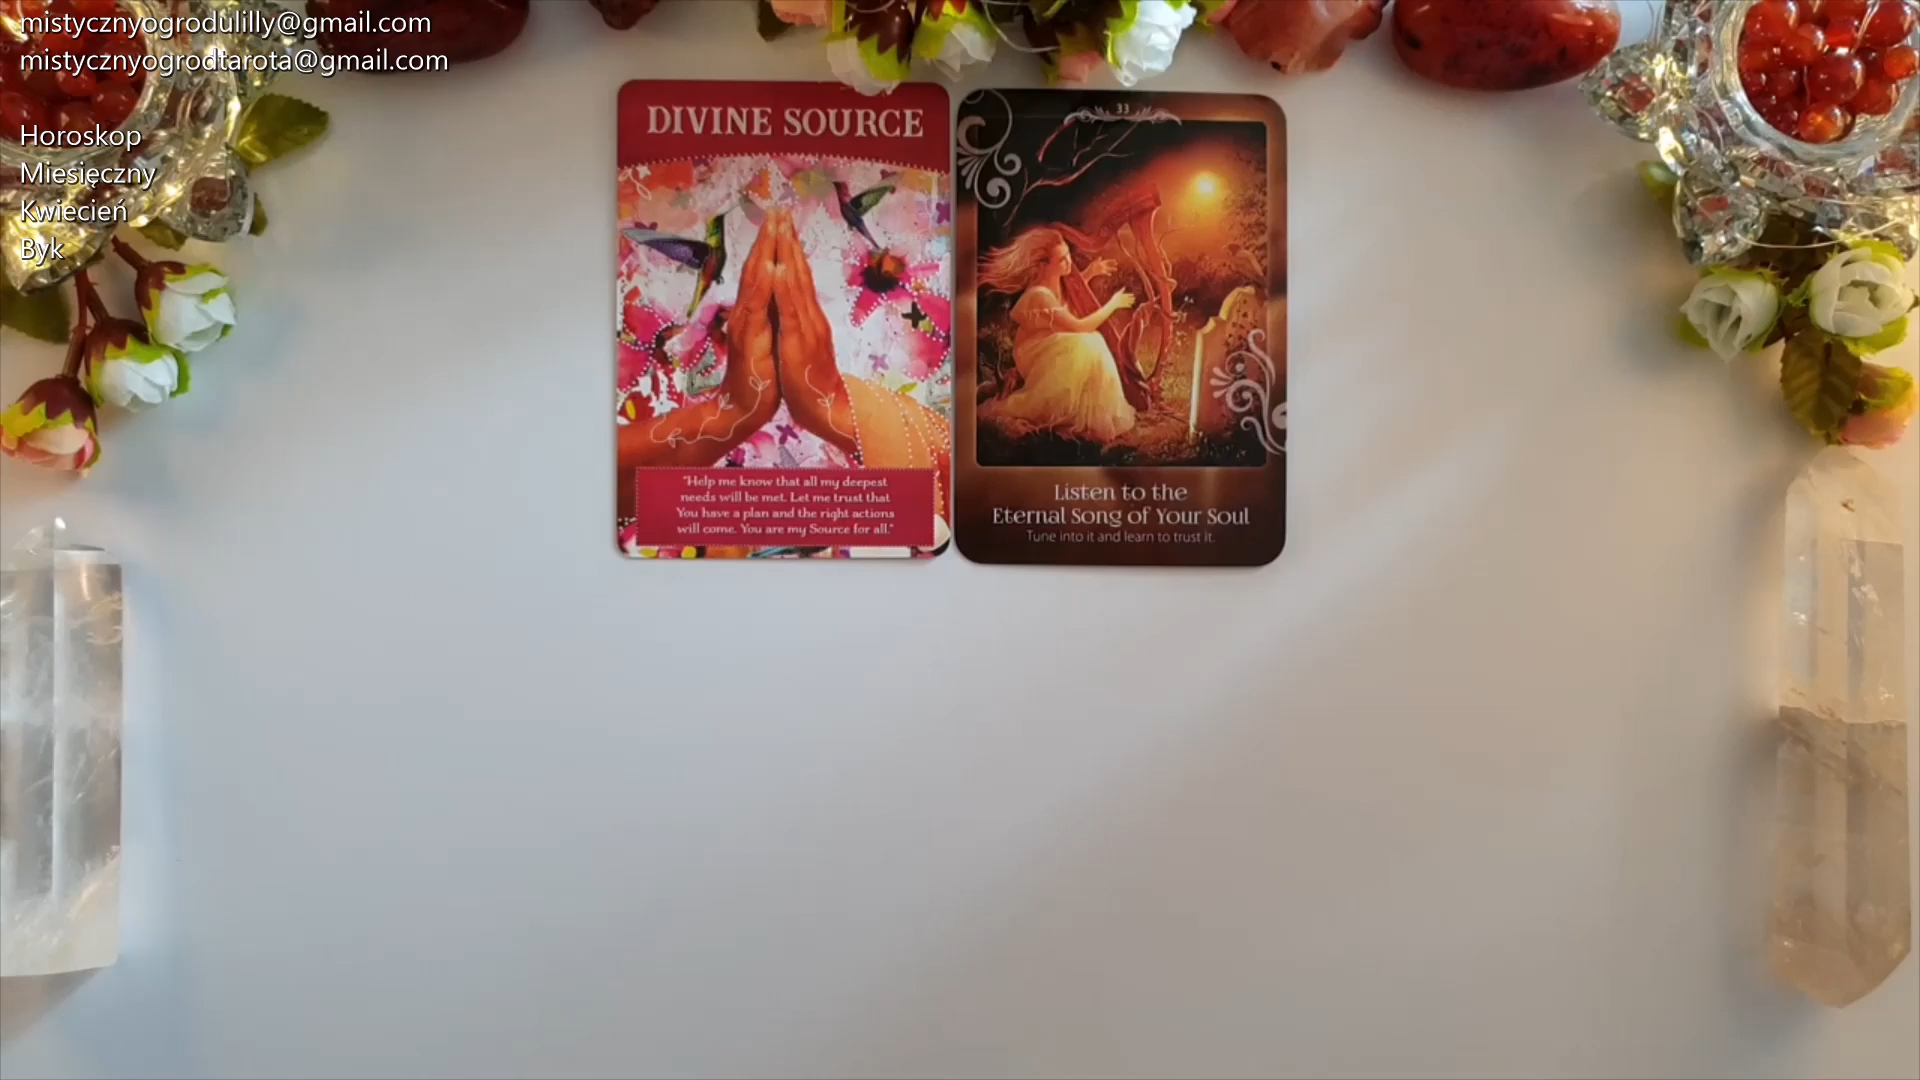 mistycznyogrodulilly@gmail.com
mistycznyogrodtarota@gmail.com
Horoskop
Miesięczny
Kwiecień
Byk
DIVINE SOURCE
"Help me know that all my deepest
needs will be met. Let me trust that
You have a plan and the right actions
will come. You are my Source for all."
33
Listen to the
Eternal Song of Your Soul
Tune into it and learn to trust it.